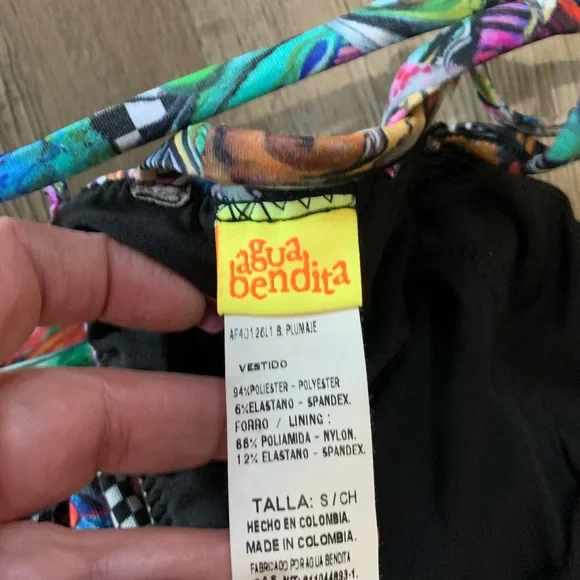 agua
bendita
AF40126L1 B. PLUMAJE
VESTIDO
94%POLIESTER - POLYESTER
6%ELASTANO - SPANDEX.
FORRO / LINING :
88% POLIAMIDA - NYLON.
12% ELASTANO - SPANDEX.
TALLA: S/CH
HECHO EN COLOMBIA.
MADE IN COLOMBIA.
FABRICADO POR AGUA BENDITA